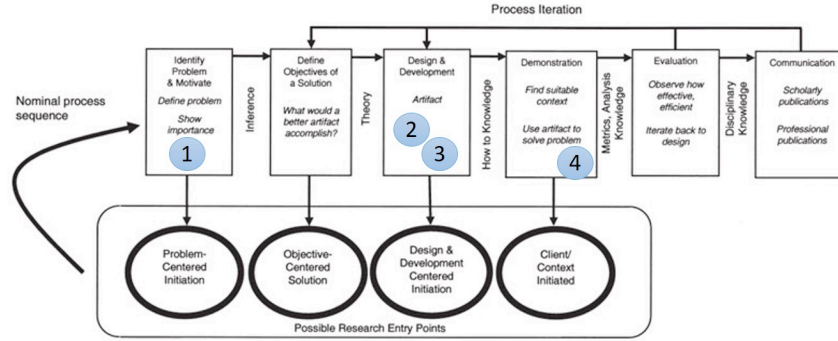 Process Iteration
Nominal process
sequence
Identify
Problem
& Motivate
Define problem
Show
importance
1
Inference
Define
Objectives of
a Solution
What would a
better artifact
accomplish?
Theory
Design &
Development
Artifact
2
3
How to Knowledge
Demonstration
Find suitable
context
Use artifact to
solve problem
4
Metrics, Analysis
Knowledge
Evaluation
Observe how
effective,
efficient
Iterate back to
design
Disciplinary
Knowledge
Communication
Scholarly
publications
Professional
publications
Problem-
Centered
Initiation
Objective-
Centered
Solution
Design &
Development
Centered
Initiation
Client/
Context
Initiated
Possible Research Entry Points